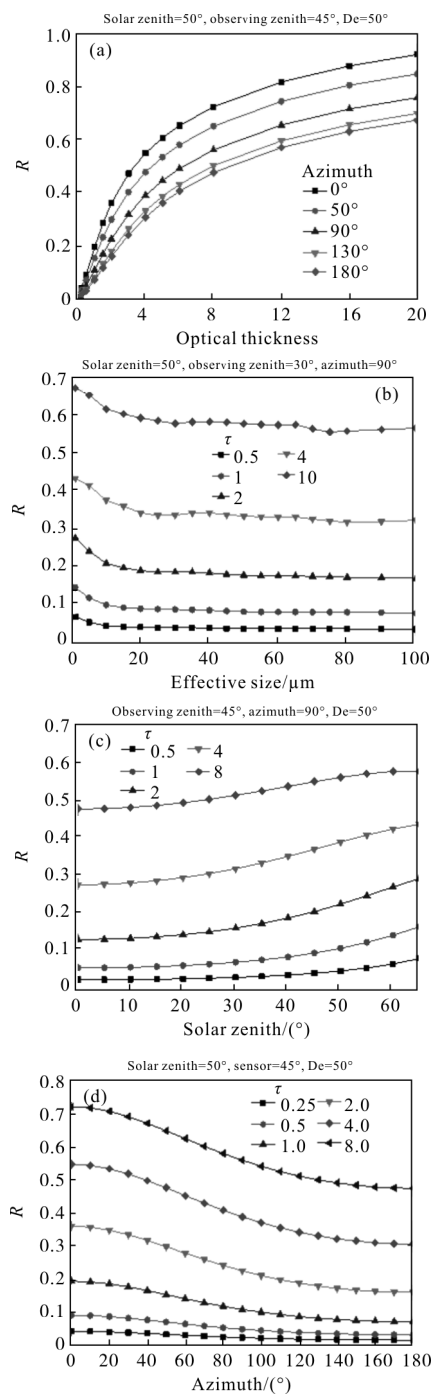 Solar zenith=50°, observing zenith=45°, De=50°
(a)
1.0
0.8
0.6
0.4
0.2
0
R
Azimuth
0°
50°
90°
130°
180°
0 4 8 12 16 20
Optical thickness
Solar zenith=50°, observing zenith=30°, azimuth=90°
(b)
0.7
0.6
0.5
0.4
0.3
0.2
0.1
0
R
τ
0.5 4
1 10
2
0 20 40 60 80 100
Effective size/μm
Observing zenith=45°, azimuth=90°, De=50°
(c)
0.7
0.6
0.5
0.4
0.3
0.2
0.1
0
R
τ
0.5 4
1 8
2
0 10 20 30 40 50 60
Solar zenith/(°)
Solar zenith=50°, sensor=45°, De=50°
(d)
0.8
0.7
0.6
0.5
0.4
0.3
0.2
0.1
0
R
τ
0.25 2.0
0.5 4.0
1.0 8.0
0 20 40 60 80 100 120 140 160 180
Azimuth/(°)